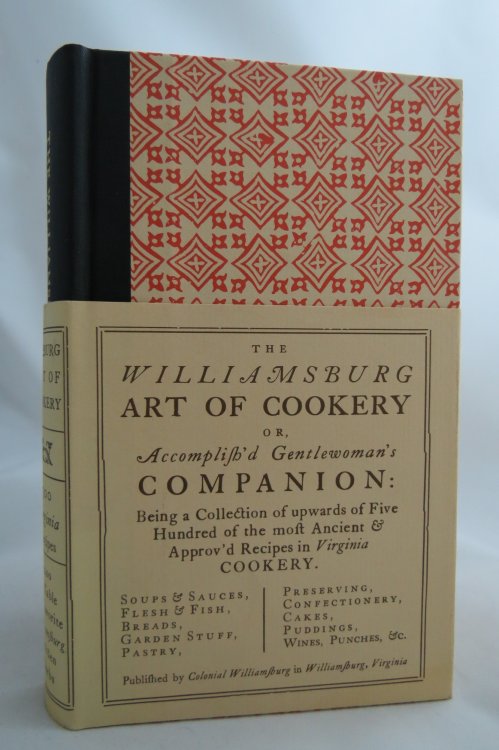 THE
WILLIAMSBURG
ART OF COOKERY
OR,
Accompliſh'd Gentlewoman's
COMPANION:
Being a Collection of upwards of Five
Hundred of the moſt Ancient &
Approv'd Recipes in Virginia
COOKERY.
SOUPS & SAUCES,
FLESH & FISH,
BREADS,
GARDEN STUFF,
PASTRY,
PRESERVING,
CONFECTIONERY,
CAKES,
PUDDINGS,
WINES, PUNCHES, &c.
Publiſhed by Colonial Williamſburg in Williamſburg, Virginia